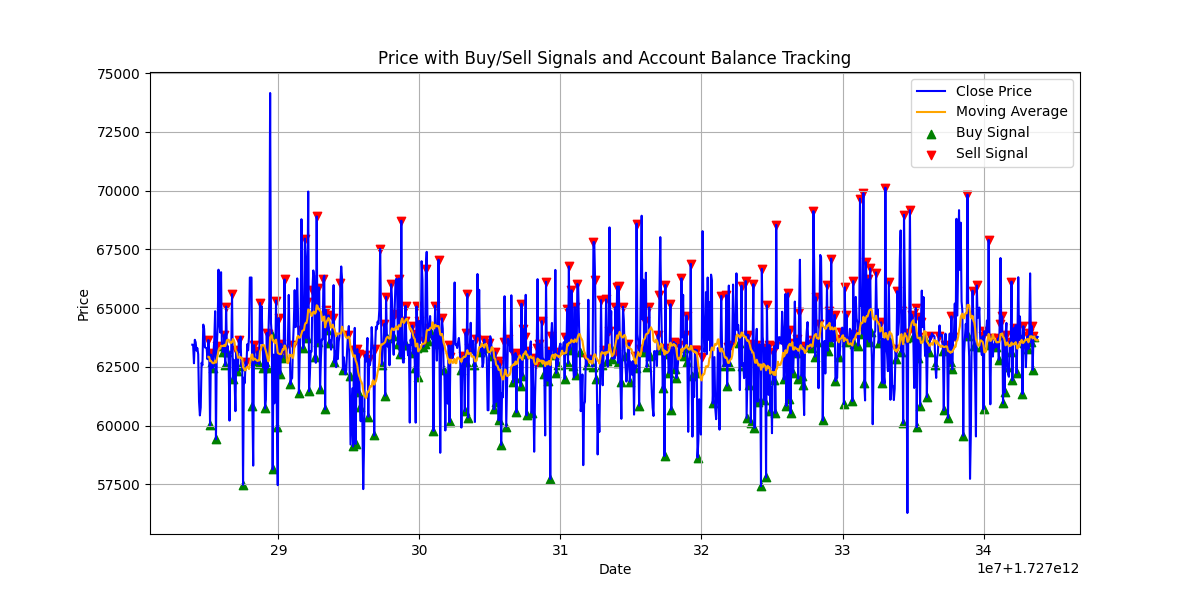 Price with Buy/Sell Signals and Account Balance Tracking
75000
72500
70000
67500
65000
62500
60000
57500
Price
Close Price
Moving Average
Buy Signal
Sell Signal
29 30 31 32 33 34
1e7+1.727e12
Date